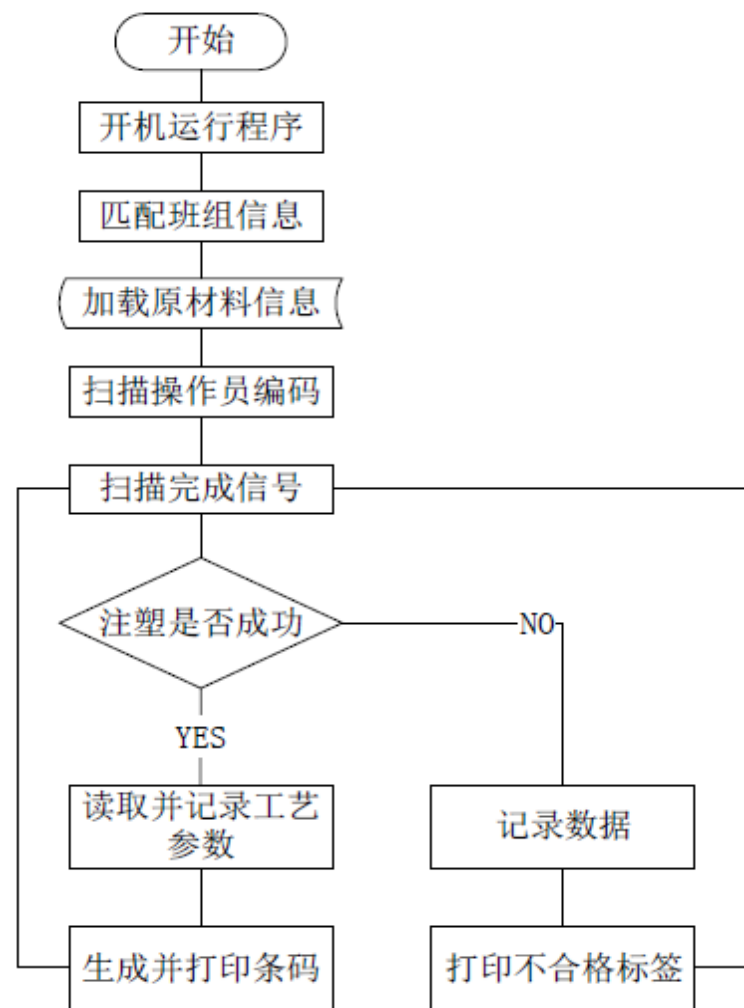 开始
开机运行程序
匹配班组信息
加载原材料信息
扫描操作员编码
扫描完成信号
注塑是否成功
NO
YES
读取并记录工艺
参数
记录数据
生成并打印条码
打印不合格标签